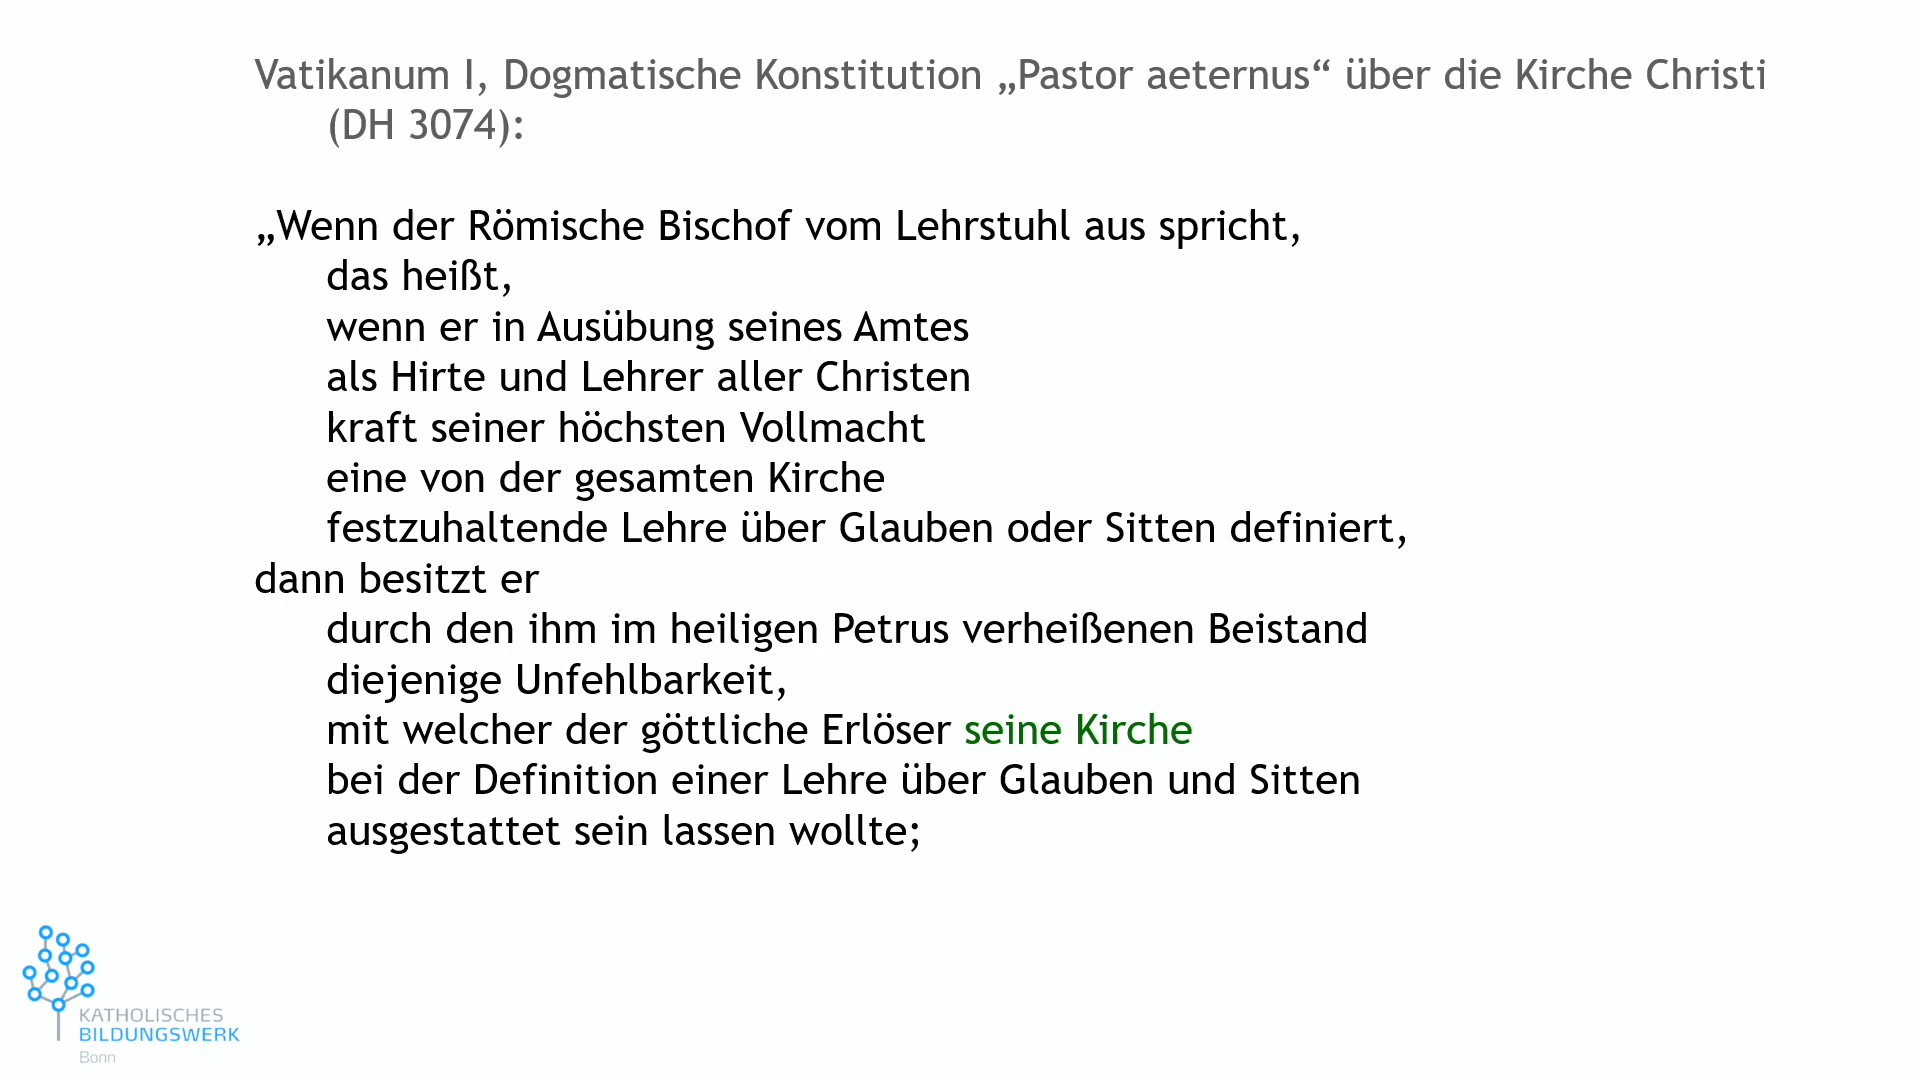 Vatikanum I, Dogmatische Konstitution „Pastor aeternus“ über die Kirche Christi
(DH 3074):
„Wenn der Römische Bischof vom Lehrstuhl aus spricht,
das heißt,
wenn er in Ausübung seines Amtes
als Hirte und Lehrer aller Christen
kraft seiner höchsten Vollmacht
eine von der gesamten Kirche
festzuhaltende Lehre über Glauben oder Sitten definiert,
dann besitzt er
durch den ihm im heiligen Petrus verheißenen Beistand
diejenige Unfehlbarkeit,
mit welcher der göttliche Erlöser seine Kirche
bei der Definition einer Lehre über Glauben und Sitten
ausgestattet sein lassen wollte;
KATHOLISCHES
BILDUNGSWERK
Bonn